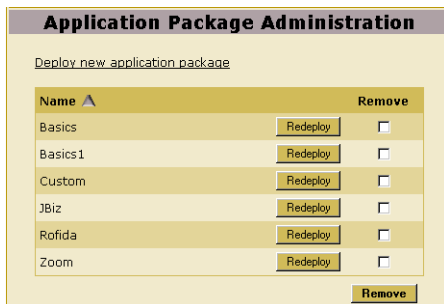 Application Package Administration
Deploy new application package
Name Remove
Basics Redeploy
Basics1 Redeploy
Custom Redeploy
JBiz Redeploy
Rofida Redeploy
Zoom Redeploy
Remove